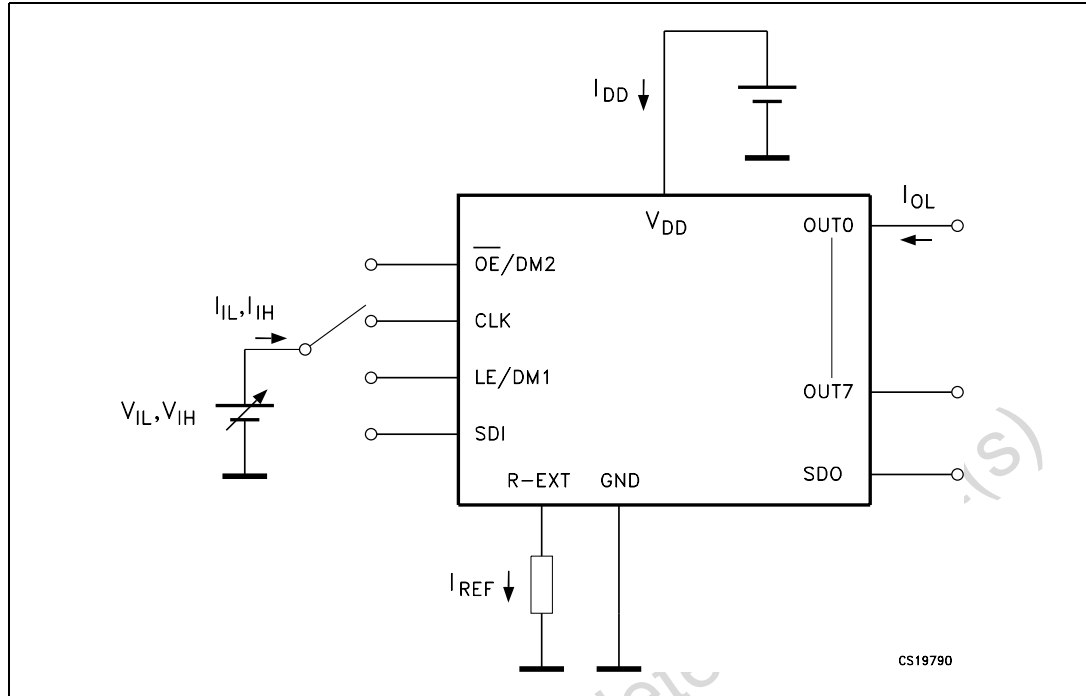 I_DD
V_DD
OUT0
I_OL
OE/DM2
I_IL,I_IH
CLK
LE/DM1
OUT7
V_IL,V_IH
SDI
SDO
R-EXT GND
I_REF
CS19790
(s)